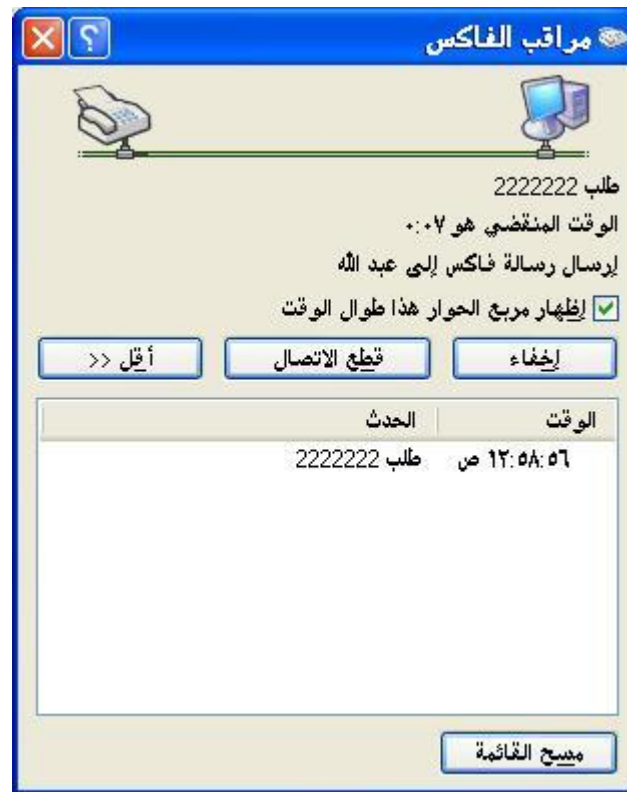 مراقب الفاكس
طلب 2222222
الوقت المنقضي هو ٠:٠٧
إرسال رسالة فاكس إلى عبد الله
إظهار مربع الحوار هذا طوال الوقت
إخفاء
قطع الاتصال
أقل <<
الوقت الحدث
١٢:٥٨:٥٦ ص طلب 2222222
مسح القائمة